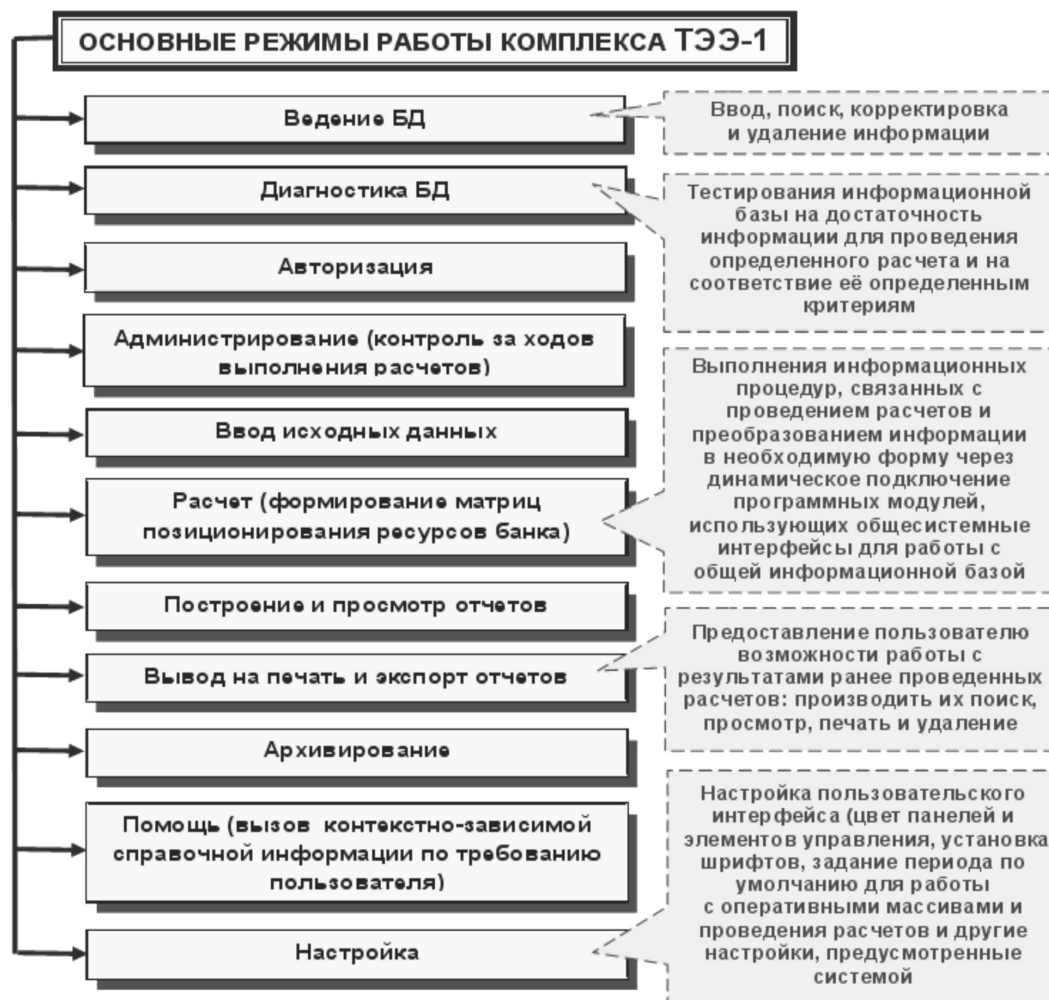 ОСНОВНЫЕ РЕЖИМЫ РАБОТЫ КОМПЛЕКСА ТЭЭ-1
Ведение БД
Ввод, поиск, корректировка
и удаление информации
Диагностика БД
Тестирования информационной
базы на достаточность
информации для проведения
определенного расчета и на
соответствие её определенным
критериям
Авторизация
Администрирование (контроль за ходов
выполнения расчетов)
Ввод исходных данных
Расчет (формирование матриц
позиционирования ресурсов банка)
Выполнения информационных
процедур, связанных с
проведением расчетов и
преобразованием информации
в необходимую форму через
динамическое подключение
программных модулей,
использующих общесистемные
интерфейсы для работы с
общей информационной базой
Построение и просмотр отчетов
Вывод на печать и экспорт отчетов
Предоставление пользователю
возможности работы с
результатами ранее проведенных
расчетов: производить их поиск,
просмотр, печать и удаление
Архивирование
Помощь (вызов контекстно-зависимой
справочной информации по требованию
пользователя)
Настройка
Настройка пользовательского
интерфейса (цвет панелей и
элементов управления, установка
шрифтов, задание периода по
умолчанию для работы
с оперативными массивами и
проведения расчетов и другие
настройки, предусмотренные
системой